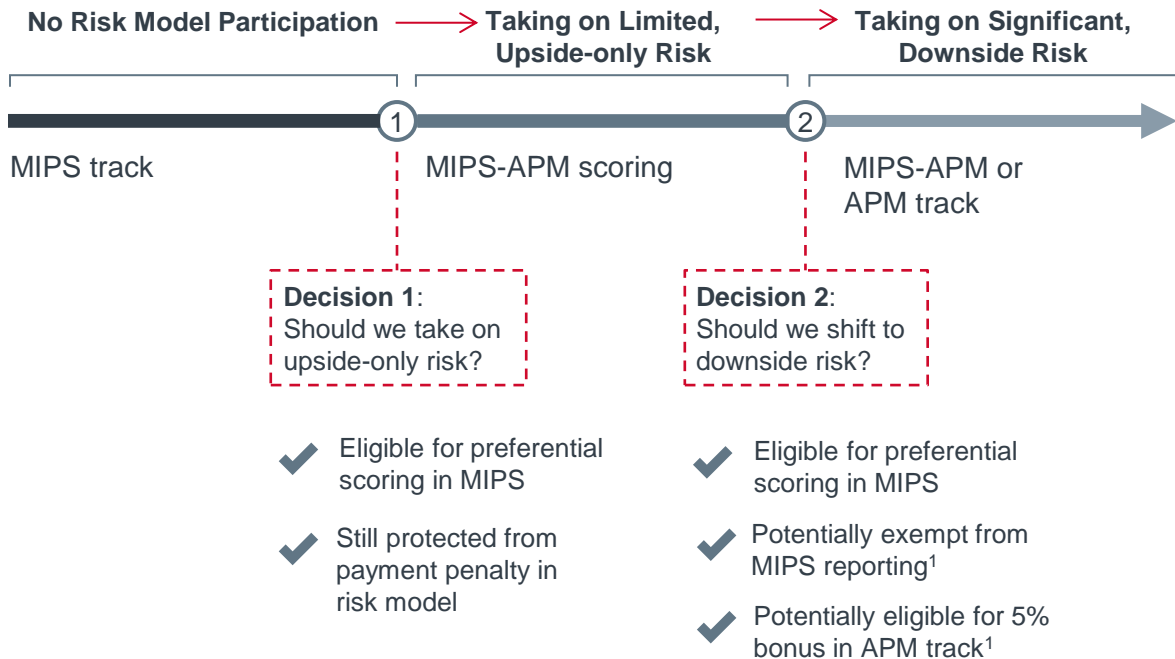 No Risk Model Participation
Taking on Limited,
Upside-only Risk
Taking on Significant,
Downside Risk
1
2
MIPS track
MIPS-APM scoring
MIPS-APM or
APM track
Decision 1:
Should we take on
upside-only risk?
Decision 2:
Should we shift to
downside risk?
Eligible for preferential
scoring in MIPS
Still protected from
payment penalty in
risk model
Eligible for preferential
scoring in MIPS
Potentially exempt from
MIPS reporting¹
Potentially eligible for 5%
bonus in APM track¹